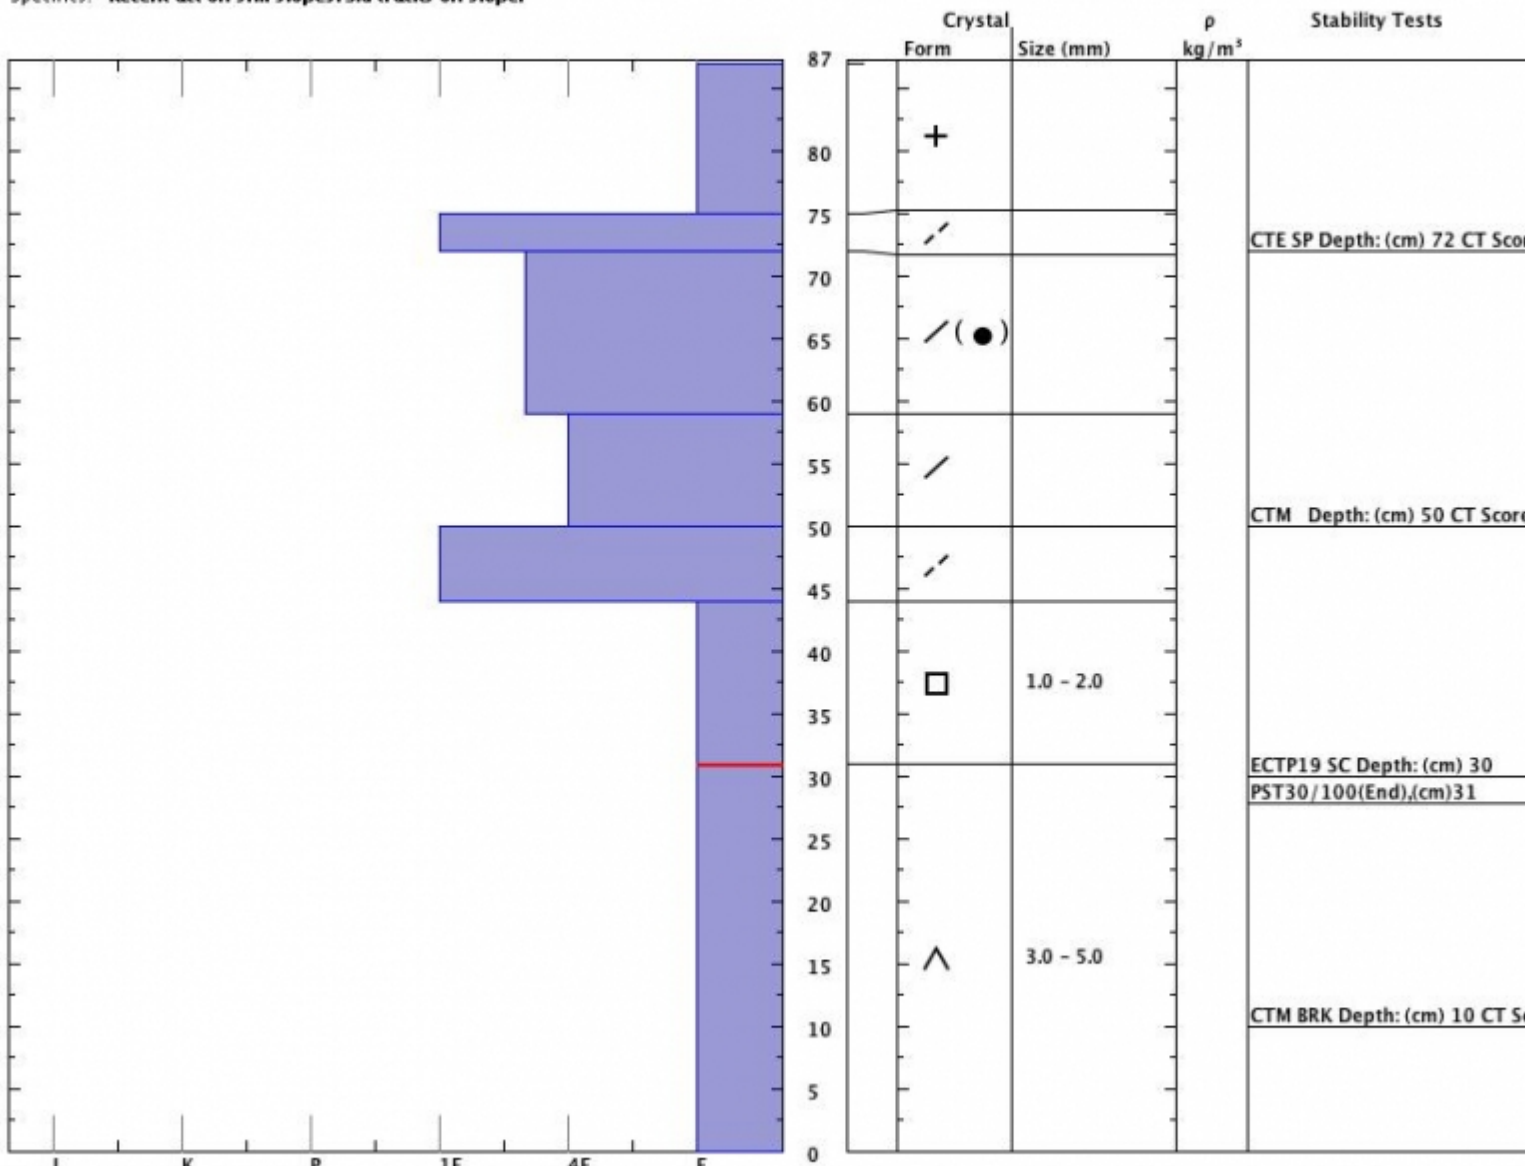 Crystal ρ Stability Tests
Form Size (mm) kg/m³
87
80
75
CTE SP Depth: (cm) 72 CT
70
( ● )
65
60
55
50
CTM Depth: (cm) 50 CT
45
40
1.0 - 2.0
35
30
ECTP19 SC Depth: (cm) 30
PST30/100(End),(cm)31
25
20
15
3.0 - 5.0
10
CTM BRK Depth: (cm) 10 CT
5
0